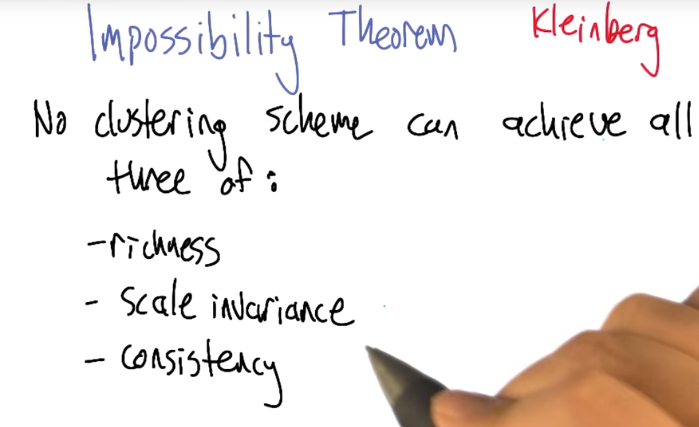 Impossibility Theorem Kleinberg
No clustering scheme can achieve all
three of :
-richness
- scale invariance
- consistency